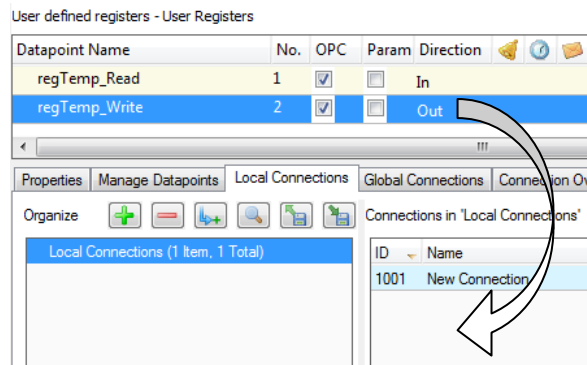 User defined registers - User Registers
Datapoint Name No. OPC Param Direction
regTemp_Read 1 In
regTemp_Write 2 Out
Properties Manage Datapoints Local Connections Global Connections Connection Ov
Organize Connections in 'Local Connections'
Local Connections (1 Item, 1 Total) ID Name
1001 New Connection